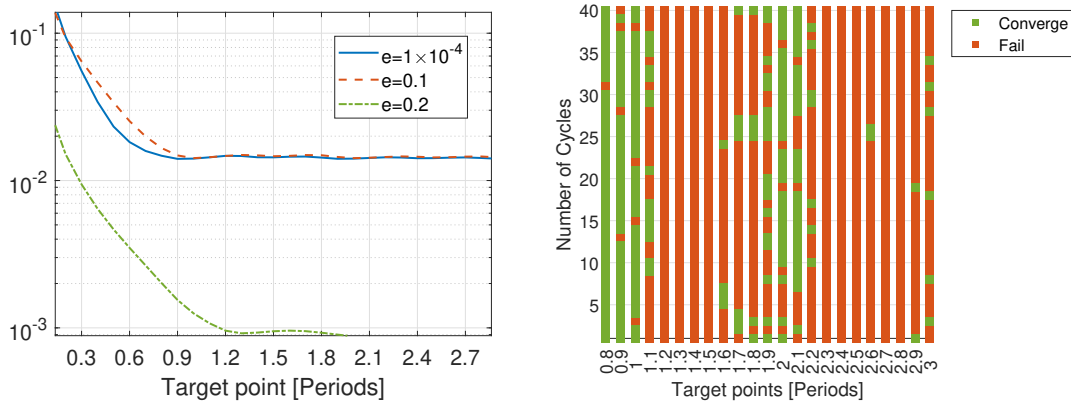 10^-1
10^-2
10^-3
e=1×10^-4
e=0.1
e=0.2
0.3 0.6 0.9 1.2 1.5 1.8 2.1 2.4 2.7
Target point [Periods]
Number of Cycles
40
35
30
25
20
15
10
5
0.8 0.9 1 1.1 1.2 1.3 1.4 1.5 1.6 1.7 1.8 1.9 2 2.1 2.2 2.3 2.4 2.5 2.6 2.7 2.8 2.9 3
Target points [Periods]
Converge
Fail